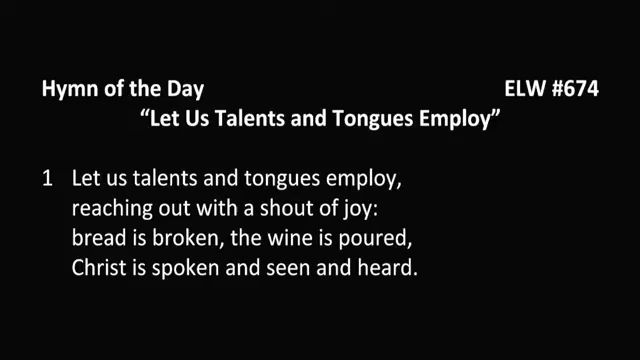 Hymn of the Day ELW #674
“Let Us Talents and Tongues Employ”
1 Let us talents and tongues employ,
reaching out with a shout of joy:
bread is broken, the wine is poured,
Christ is spoken and seen and heard.